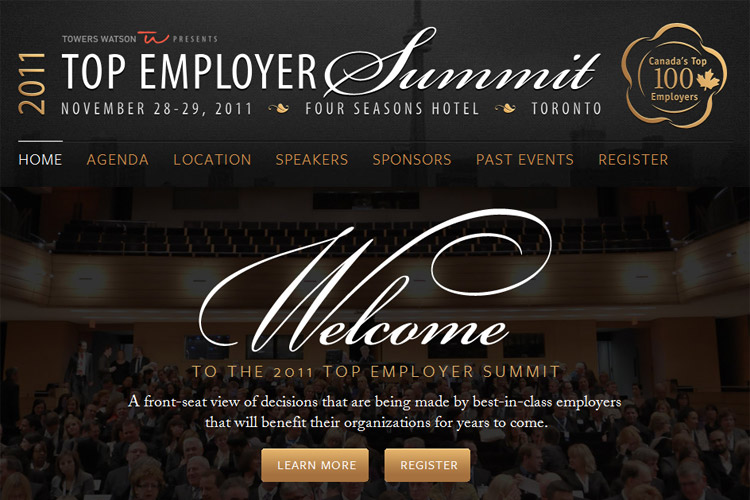 TOWERS WATSON TW PRESENTS
2011
TOP EMPLOYER Summit
NOVEMBER 28-29, 2011 FOUR SEASONS HOTEL TORONTO
Canada's Top
100
Employers
HOME AGENDA LOCATION SPEAKERS SPONSORS PAST EVENTS REGISTER
Welcome
TO THE 2011 TOP EMPLOYER SUMMIT
A front-seat view of decisions that are being made by best-in-class employers
that will benefit their organizations for years to come.
LEARN MORE REGISTER